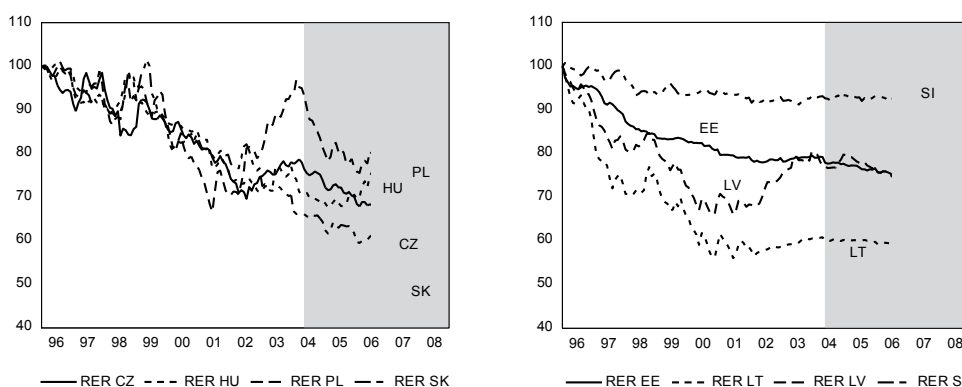 110
100
90
80
70
60
50
40
96 97 98 99 00 01 02 03 04 05 06 07 08
PL
HU
CZ
SK
RER CZ RER HU RER PL RER SK
110
100
90
80
70
60
50
40
96 97 98 99 00 01 02 03 04 05 06 07 08
SI
EE
LV
LT
RER EE RER LT RER LV RER S